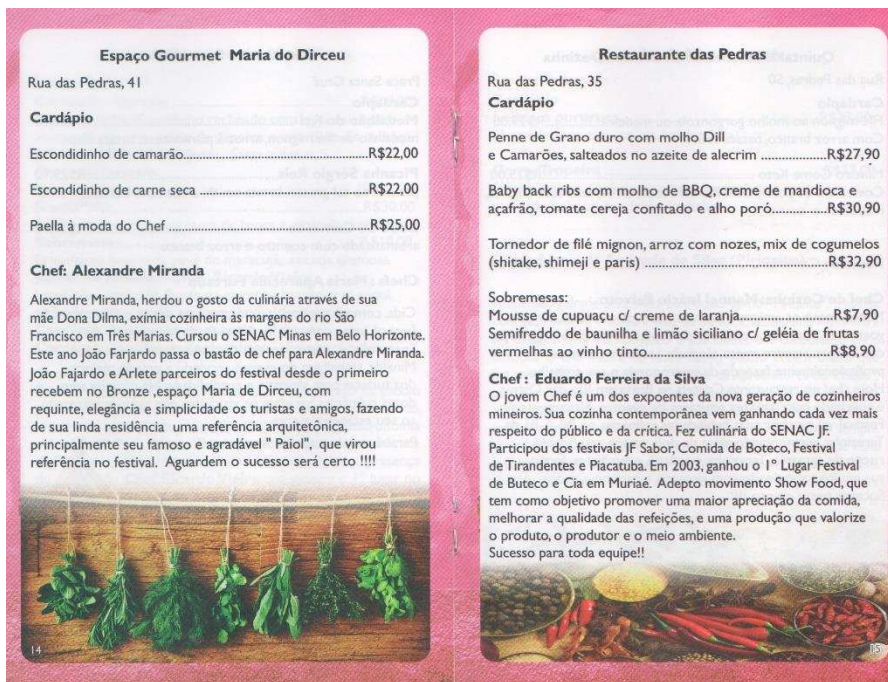 Espaço Gourmet Maria do Dirceu
Rua das Pedras, 41
Cardápio
Escondidinho de camarão..........................................R$22,00
Escondidinho de carne seca ......................................R$22,00
Paella à moda do Chef ..............................................R$25,00
Chef: Alexandre Miranda
Alexandre Miranda, herdou o gosto da culinária através de sua
mãe Dona Dilma, exímia cozinheira às margens do rio São
Francisco em Três Marias. Cursou o SENAC Minas em Belo Horizonte.
Este ano João Farjardo passa o bastão de chef para Alexandre Miranda.
João Fajardo e Arlete parceiros do festival desde o primeiro
recebem no Bronze ,espaço Maria de Dirceu, com
requinte, elegância e simplicidade os turistas e amigos, fazendo
de sua linda residência uma referência arquitetônica,
principalmente seu famoso e agradável " Paiol", que virou
referência no festival. Aguardem o sucesso será certo !!!!
14
Restaurante das Pedras
Rua das Pedras, 35
Cardápio
Penne de Grano duro com molho Dill
e Camarões, salteados no azeite de alecrim ...............R$27,90
Baby back ribs com molho de BBQ, creme de mandioca e
açafrão, tomate cereja confitado e alho poró..............R$30,90
Tornedor de filé mignon, arroz com nozes, mix de cogumelos
(shitake, shimeji e paris) ..........................................R$32,90
Sobremesas:
Mousse de cupuaçu c/ creme de laranja.......................R$7,90
Semifreddo de baunilha e limão siciliano c/ geléia de frutas
vermelhas ao vinho tinto...........................................R$8,90
Chef : Eduardo Ferreira da Silva
O jovem Chef é um dos expoentes da nova geração de cozinheiros
mineiros. Sua cozinha contemporânea vem ganhando cada vez mais
respeito do público e da crítica. Fez culinária do SENAC JF.
Participou dos festivais JF Sabor, Comida de Boteco, Festival
de Tirandentes e Piacatuba. Em 2003, ganhou o 1º Lugar Festival
de Buteco e Cia em Muriaé. Adepto movimento Show Food, que
tem como objetivo promover uma maior apreciação da comida,
melhorar a qualidade das refeições, e uma produção que valorize
o produto, o produtor e o meio ambiente.
Sucesso para toda equipe!!
15